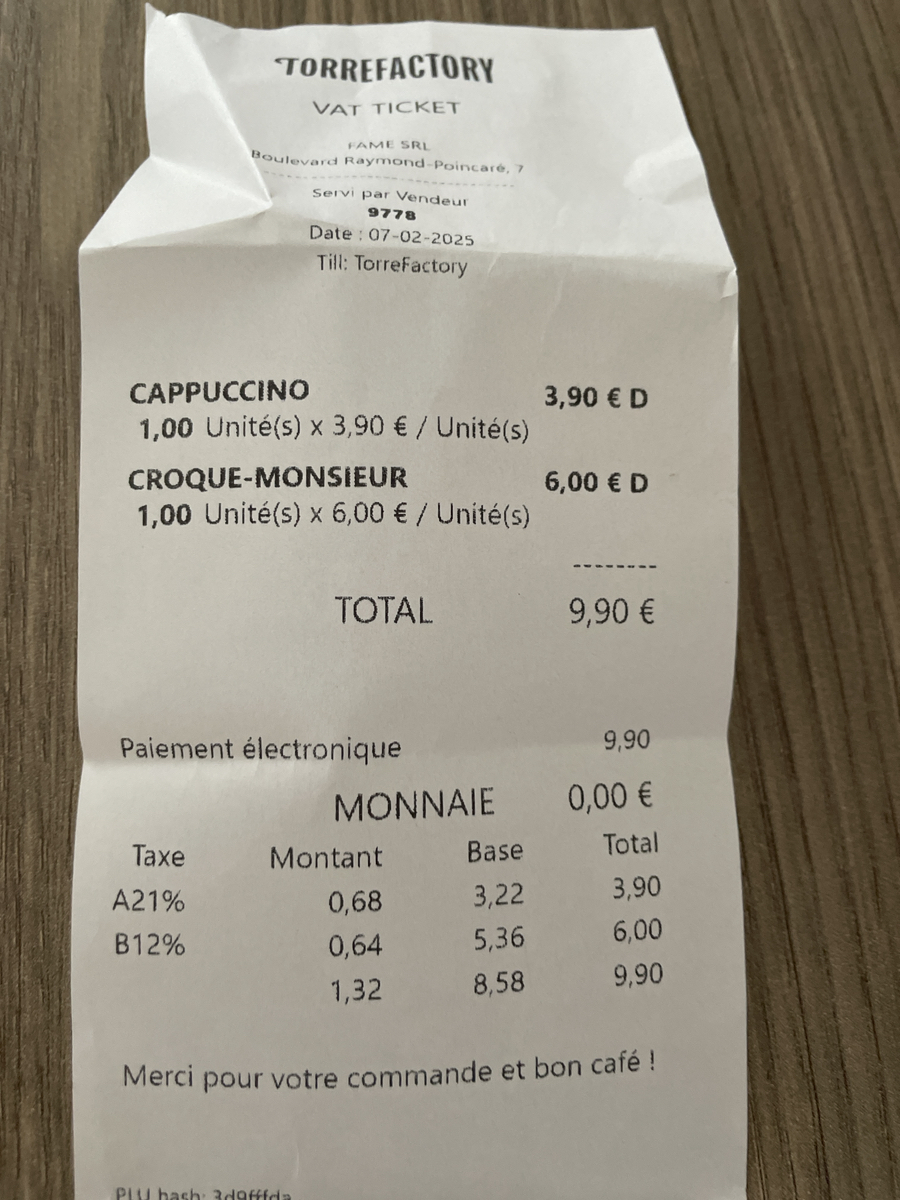 TORREFACTORY
VAT TICKET
FAME SRL
Boulevard Raymond-Poincaré, 7
Servi par Vendeur
9778
Date : 07-02-2025
Till: TorreFactory
CAPPUCCINO 3,90 € D
1,00 Unité(s) x 3,90 € / Unité(s)
CROQUE-MONSIEUR 6,00 € D
1,00 Unité(s) x 6,00 € / Unité(s)
--------
TOTAL 9,90 €
Paiement électronique 9,90
MONNAIE 0,00 €
Taxe Montant Base Total
A21% 0,68 3,22 3,90
B12% 0,64 5,36 6,00
1,32 8,58 9,90
Merci pour votre commande et bon café !
PLU hash: 3d9fffda